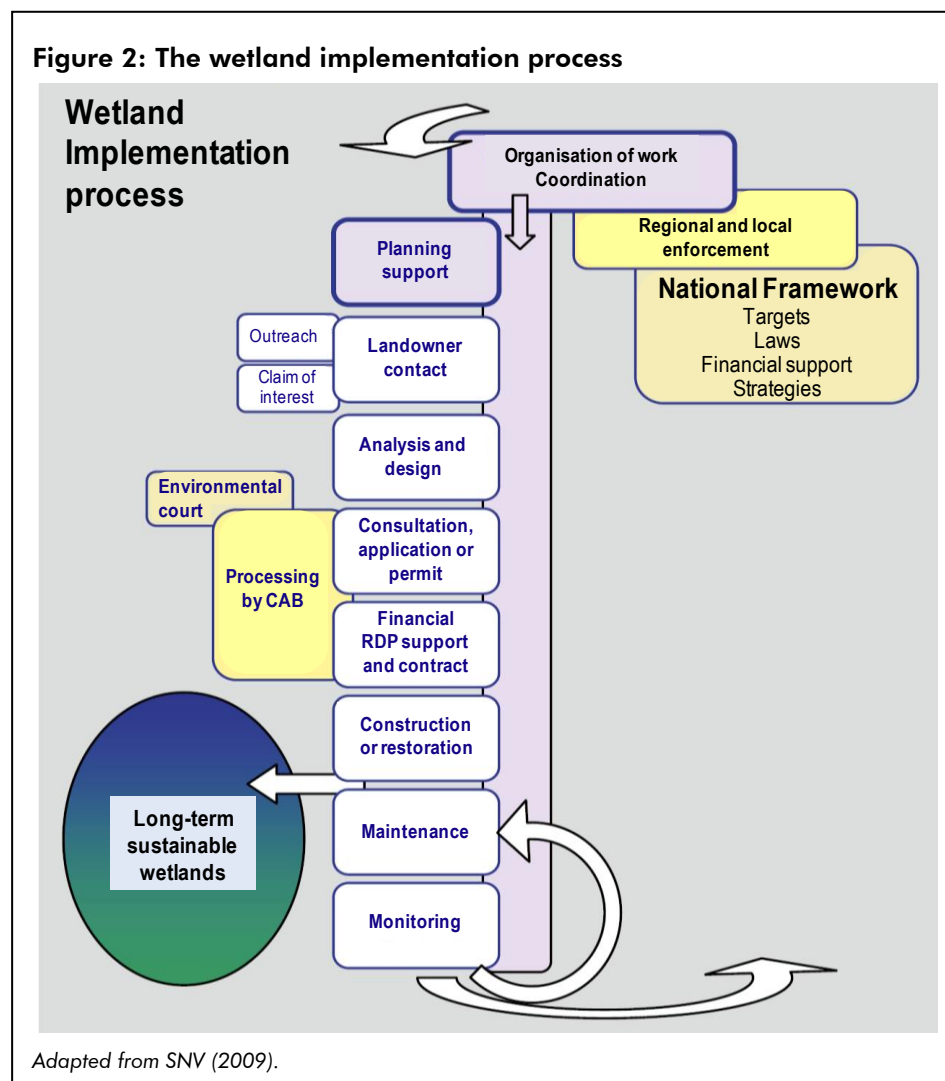 Figure 2: The wetland implementation process
Wetland
Implementation
process
Organisation of work
Coordination
Regional and local
enforcement
National Framework
Targets
Laws
Financial support
Strategies
Planning
support
Outreach
Claim of
interest
Landowner
contact
Analysis and
design
Environmental
court
Processing
by CAB
Consultation,
application or
permit
Financial
RDP support
and contract
Construction
or restoration
Long-term
sustainable
wetlands
Maintenance
Monitoring
Adapted from SNV (2009).